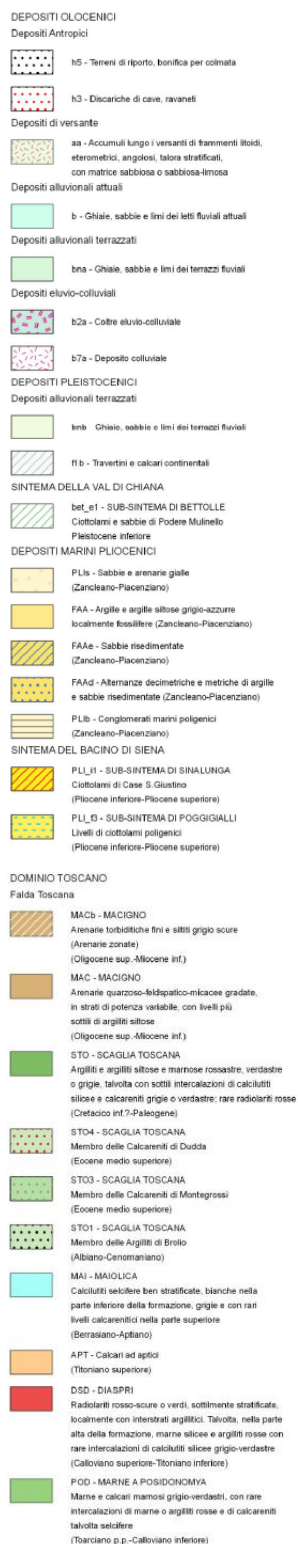 DEPOSITI OLOCENICI
Depositi Antropici
h5 - Terreni di riporto, bonifica per colmata
h3 - Discariche di cave, ravaneti
Depositi di versante
aa - Accumuli lungo i versanti di frammenti litoidi,
eterometrici, angolosi, talora stratificati,
con matrice sabbiosa o sabbiosa-limosa
Depositi alluvionali attuali
b - Ghiaie, sabbie e limi dei letti fluviali attuali
Depositi alluvionali terrazzati
bna - Ghiaie, sabbie e limi dei terrazzi fluviali
Depositi eluvio-colluviali
b2a - Coltre eluvio-colluviale
b7a - Deposito colluviale
DEPOSITI PLEISTOCENICI
Depositi alluvionali terrazzati
bnb - Ghiaie, sabbie e limi dei terrazzi fluviali
f1b - Travertini e calcari continentali
SINTEMA DELLA VAL DI CHIANA
bet_e1 - SUB-SINTEMA DI BETTOLLE
Ciottolami e sabbie di Podere Mulinello
Pleistocene inferiore
DEPOSITI MARINI PLIOCENICI
PLIs - Sabbie e arenarie gialle
(Zancleano-Piacenziano)
FAA - Argille e argille siltose grigio-azzurre
localmente fossilifere (Zancleano-Piacenziano)
FAAe - Sabbie risedimentate
(Zancleano-Piacenziano)
FAAd - Alternanze decimetriche e metriche di argille
e sabbie risedimentate (Zancleano-Piacenziano)
PLIb - Conglomerati marini poligenici
(Zancleano-Piacenziano)
SINTEMA DEL BACINO DI SIENA
PLI_i1 - SUB-SINTEMA DI SINALUNGA
Ciottolami di Case S.Giustino
(Pliocene inferiore-Pliocene superiore)
PLI_f3 - SUB-SINTEMA DI POGGIGIALLI
Livelli di ciottolami poligenici
(Pliocene inferiore-Pliocene superiore)
DOMINIO TOSCANO
Falda Toscana
MACb - MACIGNO
Arenarie torbiditiche fini e siltiti grigio scure
(Arenarie zonate)
(Oligocene sup.-Miocene inf.)
MAC - MACIGNO
Arenarie quarzoso-feldspatico-micacee gradate,
in strati di potenza variabile, con livelli più
sottili di argilliti siltose
(Oligocene sup.-Miocene inf.)
STO - SCAGLIA TOSCANA
Argilliti e argilliti siltose e marnose rossastre, verdastre
o grigie, talvolta con sottili intercalazioni di calcilutiti
silicee e calcareniti grigie o verdastre; rare radiolariti rosse
(Cretacico inf.?-Paleogene)
STO4 - SCAGLIA TOSCANA
Membro delle Calcareniti di Dudda
(Eocene medio superiore)
STO3 - SCAGLIA TOSCANA
Membro delle Calcareniti di Montegrossi
(Eocene medio superiore)
STO1 - SCAGLIA TOSCANA
Membro delle Argilliti di Brolio
(Albiano-Cenomaniano)
MAI - MAIOLICA
Calcilutiti selcifere ben stratificate, bianche nella
parte inferiore della formazione, grigie e con rari
livelli calcarenitici nella parte superiore
(Berrasiano-Aptiano)
APT - Calcari ad aptici
(Titoniano superiore)
DSD - DIASPRI
Radiolariti rosso-scure o verdi, sottilmente stratificate,
localmente con interstrati argillitici. Talvolta, nella parte
alta della formazione, marne silicee e argilliti rosse con
rare intercalazioni di calcilutiti silicee grigio-verdastre
(Calloviano superiore-Titoniano inferiore)
POD - MARNE A POSIDONOMYA
Marne e calcari marnosi grigio-verdastri, con rare
intercalazioni di marne o argilliti rosse e di calcareniti
talvolta selcifere
(Toarciano p.p.-Calloviano inferiore)